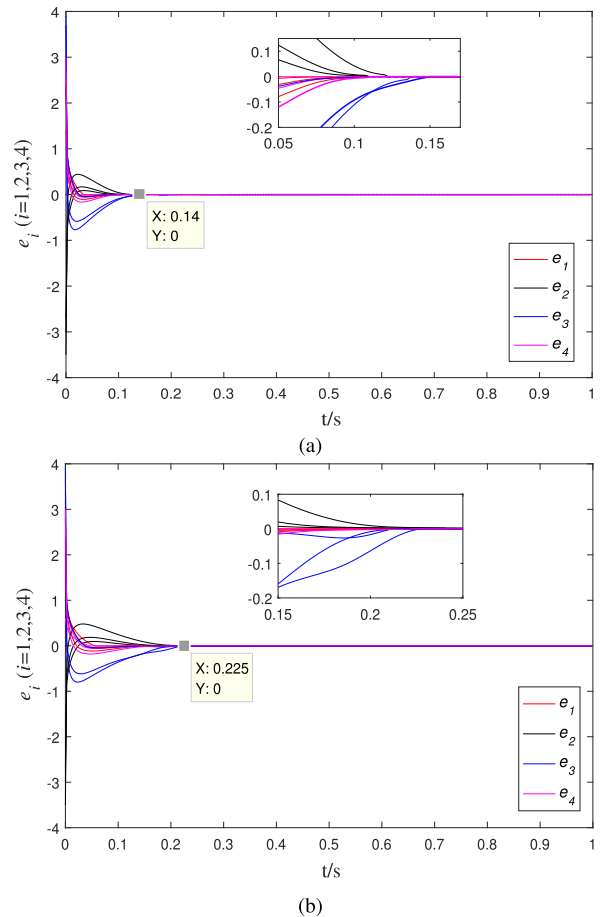 4
3
2
1
0
-1
-2
-3
-4
e_i (i=1,2,3,4)
0.1
0
-0.1
-0.2
0.05 0.1 0.15
X: 0.14
Y: 0
e_1
e_2
e_3
e_4
0 0.1 0.2 0.3 0.4 0.5 0.6 0.7 0.8 0.9 1
t/s
(a)
4
3
2
1
0
-1
-2
-3
-4
e_i (i=1,2,3,4)
0.1
0
-0.1
-0.2
0.15 0.2 0.25
X: 0.225
Y: 0
e_1
e_2
e_3
e_4
0 0.1 0.2 0.3 0.4 0.5 0.6 0.7 0.8 0.9 1
t/s
(b)